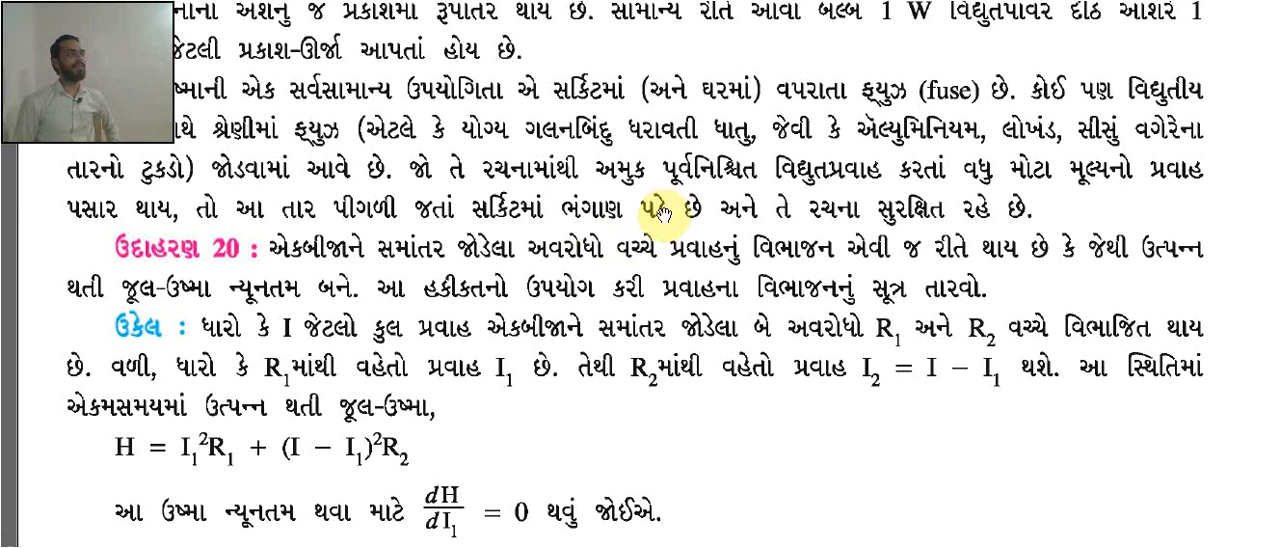 નાના અંશનું જ પ્રકાશમાં રૂપાંતર થાય છે. સામાન્ય રીતે આવા બલ્બ 1 W વિદ્યુતપાવર દીઠ આશરે 1
જેટલી પ્રકાશ-ઊર્જા આપતાં હોય છે.
ષ્માની એક સર્વસામાન્ય ઉપયોગિતા એ સર્કિટમાં (અને ઘરમાં) વપરાતા ફ્યુઝ (fuse) છે. કોઈ પણ વિદ્યુતીય
શ્રેણીમાં ફ્યુઝ (એટલે કે યોગ્ય ગલનબિંદુ ધરાવતી ધાતુ, જેવી કે ઍલ્યુમિનિયમ, લોખંડ, સીસું વગેરેના
તારનો ટુકડો) જોડવામાં આવે છે. જો તે રચનામાંથી અમુક પૂર્વનિશ્ચિત વિદ્યુતપ્રવાહ કરતાં વધુ મોટા મૂલ્યનો પ્રવાહ
પસાર થાય, તો આ તાર પીગળી જતાં સર્કિટમાં ભંગાણ પડે છે અને તે રચના સુરક્ષિત રહે છે.
ઉદાહરણ 20 : એકબીજાને સમાંતર જોડેલા અવરોધો વચ્ચે પ્રવાહનું વિભાજન એવી જ રીતે થાય છે કે જેથી ઉત્પન્ન
થતી જૂલ-ઉષ્મા ન્યૂનતમ બને. આ હકીકતનો ઉપયોગ કરી પ્રવાહના વિભાજનનું સૂત્ર તારવો.
ઉકેલ : ધારો કે I જેટલો કુલ પ્રવાહ એકબીજાને સમાંતર જોડેલા બે અવરોધો R₁ અને R₂ વચ્ચે વિભાજિત થાય
છે. વળી, ધારો કે R₁માંથી વહેતો પ્રવાહ I₁ છે. તેથી R₂માંથી વહેતો પ્રવાહ I₂ = I − I₁ થશે. આ સ્થિતિમાં
એકમસમયમાં ઉત્પન્ન થતી જૂલ-ઉષ્મા,
H = I₁²R₁ + (I − I₁)²R₂
આ ઉષ્મા ન્યૂનતમ થવા માટે dH/dI₁ = 0 થવું જોઈએ.